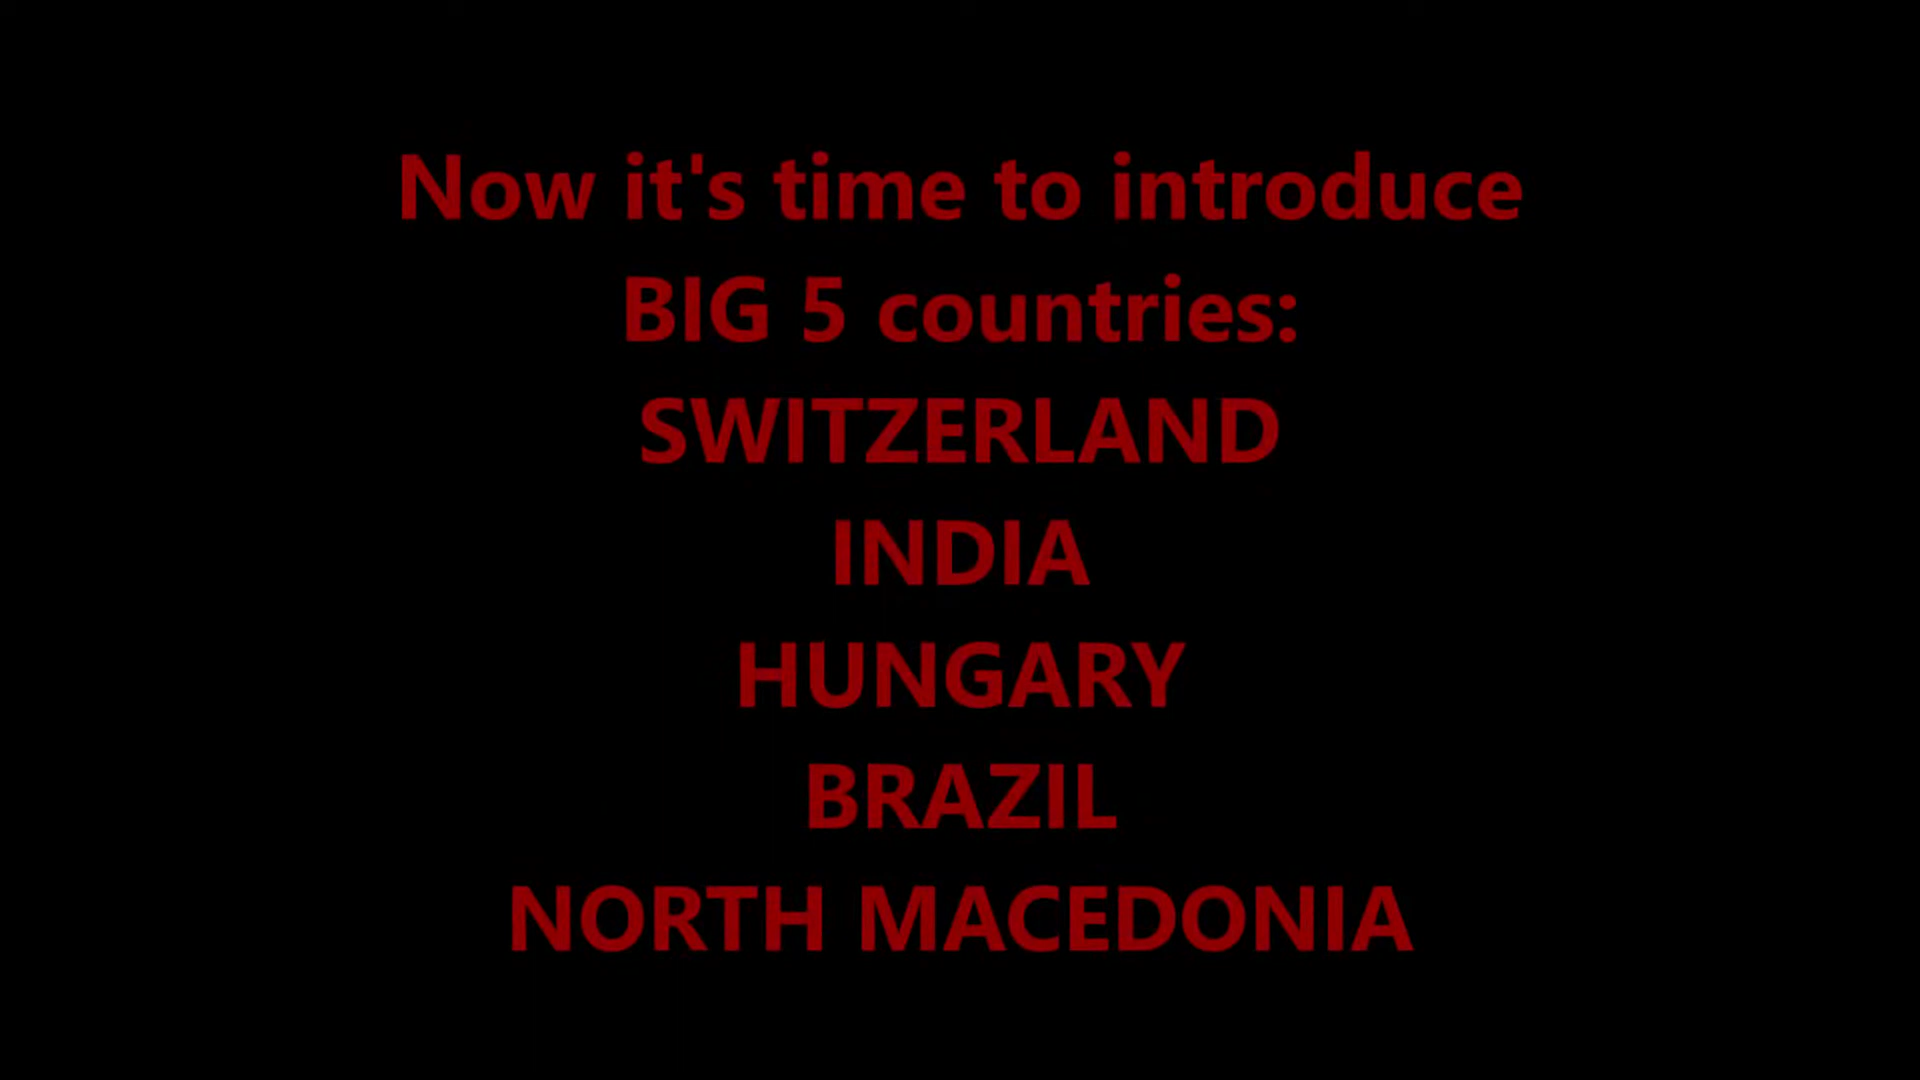 Now it's time to introduce
BIG 5 countries:
SWITZERLAND
INDIA
HUNGARY
BRAZIL
NORTH MACEDONIA